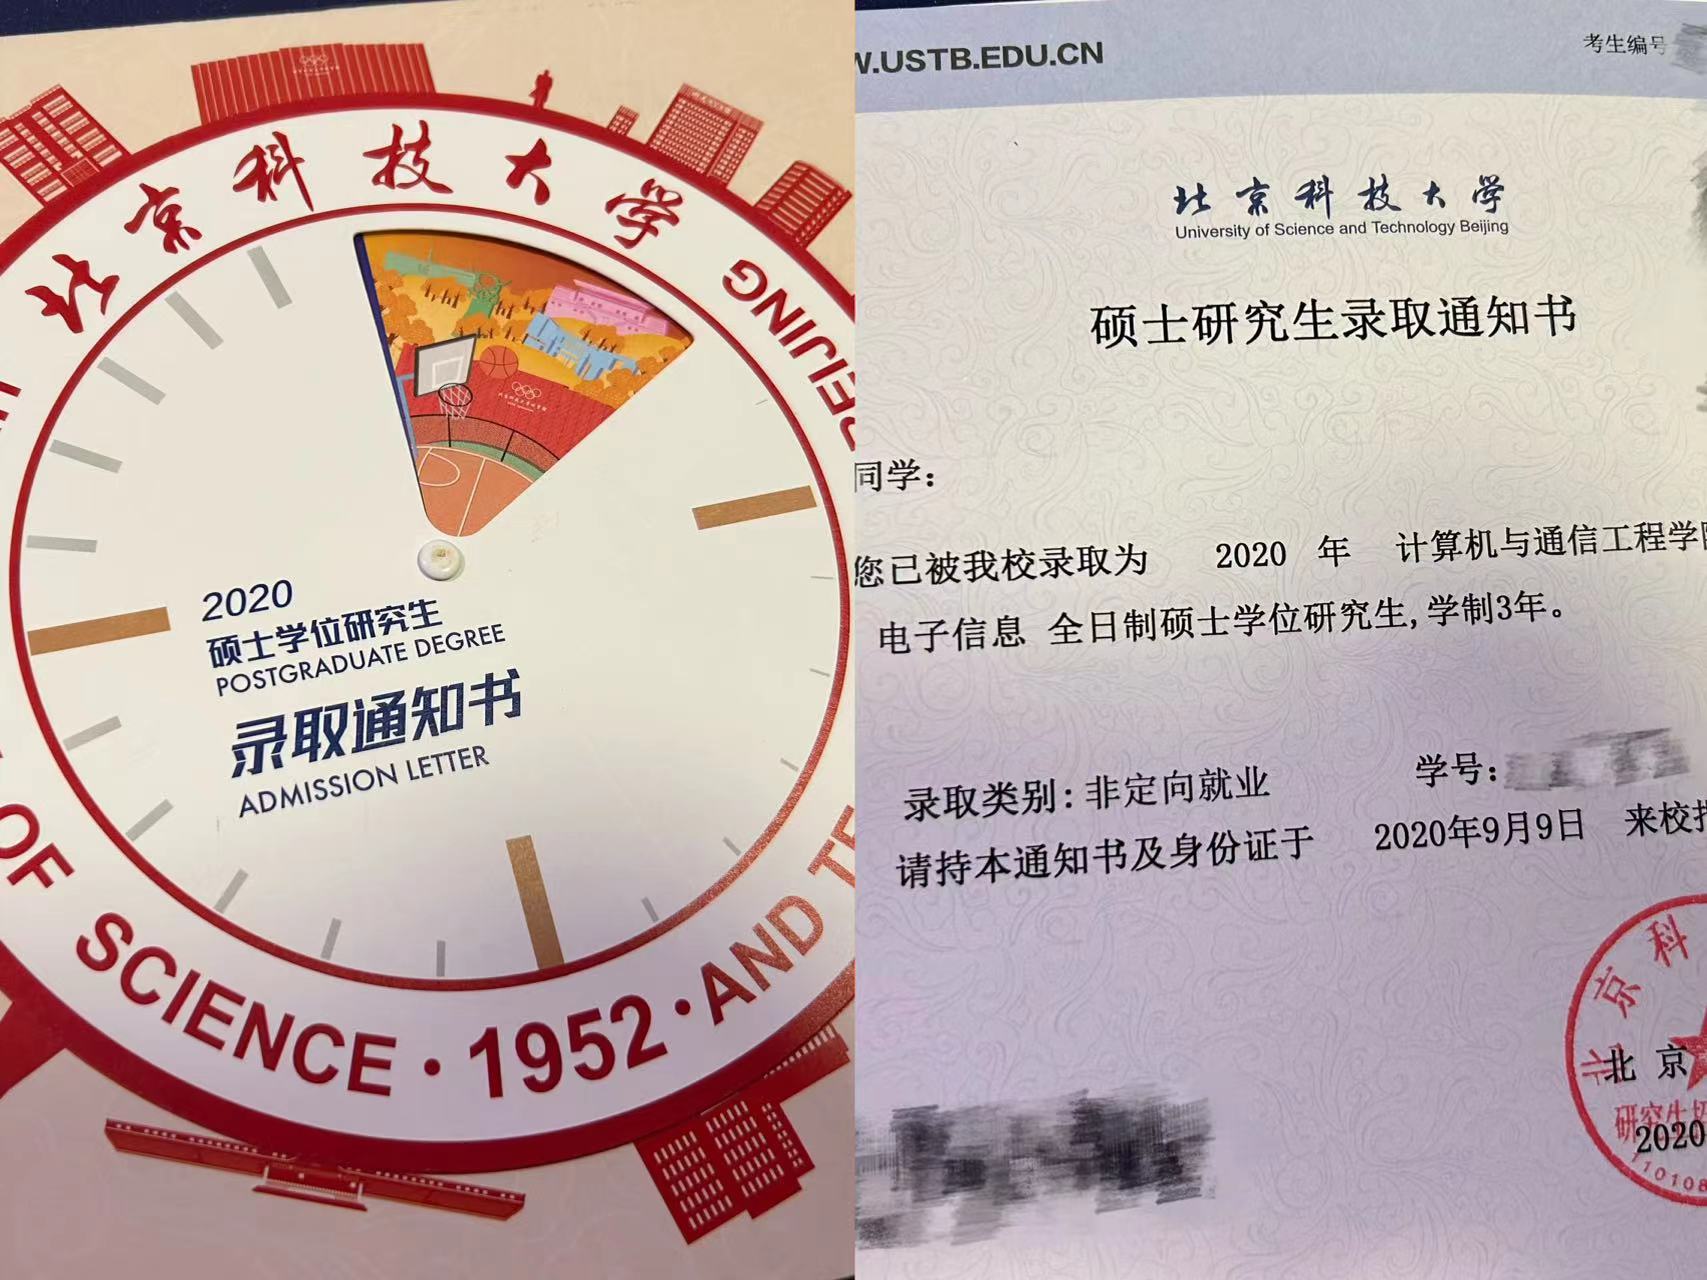 北京科技大学
BEIJING
2020
硕士学位研究生
POSTGRADUATE DEGREE
录取通知书
ADMISSION LETTER
OF SCIENCE · 1952 · AND TE
W.USTB.EDU.CN
考生编号
北京科技大学
University of Science and Technology Beijing
硕士研究生录取通知书
同学：
您已被我校录取为 2020 年 计算机与通信工程学院
电子信息 全日制硕士学位研究生,学制3年。
录取类别:非定向就业 学号:
请持本通知书及身份证于 2020年9月9日 来校报
北京科
北 京
研究生招
2020
110108